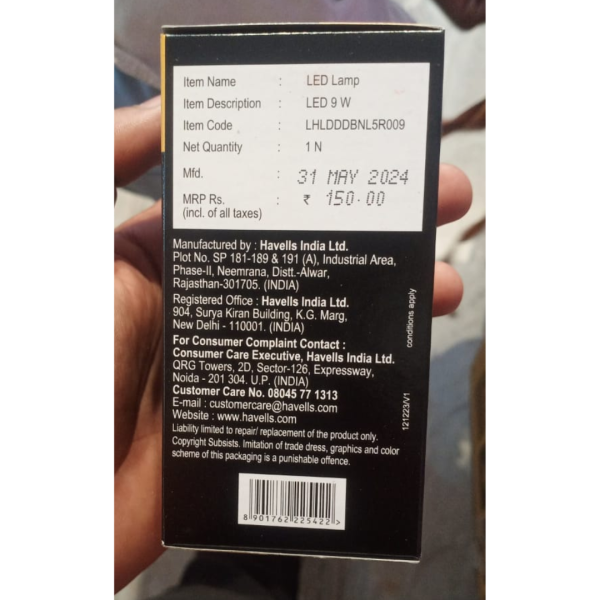 Item Name : LED Lamp
Item Description : LED 9 W
Item Code : LHLDDDBNL5R009
Net Quantity : 1 N
Mfd. : 31 MAY 2024
MRP Rs. : ₹ 150.00
(incl. of all taxes)
Manufactured by : Havells India Ltd.
Plot No. SP 181-189 & 191 (A), Industrial Area,
Phase-II, Neemrana, Distt.-Alwar,
Rajasthan-301705. (INDIA)
Registered Office : Havells India Ltd.
904, Surya Kiran Building, K.G. Marg,
New Delhi - 110001. (INDIA)
For Consumer Complaint Contact :
Consumer Care Executive, Havells India Ltd.
QRG Towers, 2D, Sector-126, Expressway,
Noida - 201 304. U.P. (INDIA)
Customer Care No. 08045 77 1313
E-mail : customercare@havells.com
Website : www.havells.com
Liability limited to repair/ replacement of the product only.
Copyright Subsists. Imitation of trade dress, graphics and color
scheme of this packaging is a punishable offence.
conditions apply
121223/V1
8 901762 225422 >